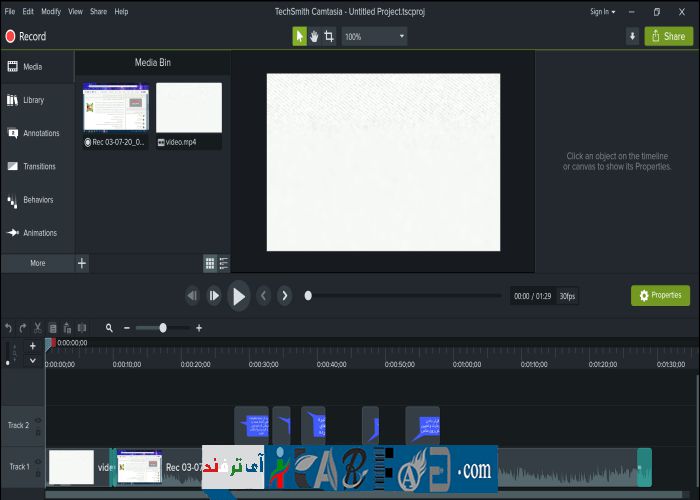 File Edit Modify View Share Help
TechSmith Camtasia - Untitled Project.tscproj
Sign In
Record
100%
Share
Media
Library
Annotations
Transitions
Behaviors
Animations
More
Media Bin
Rec 03-07-20_0...
video.mp4
Click an object on the timeline
or canvas to show its Properties.
00:00 / 01:29 30fps
Properties
0:00:00;00
0:00:00;00 0:00:10;00 0:00:20;00 0:00:30;00 0:00:40;00 0:00:50;00 0:01:00;00 0:01:10;00 0:01:20;00 0:01:30;00
Track 2
Track 1
vide
Rec 03-0
آی ترفند
.com